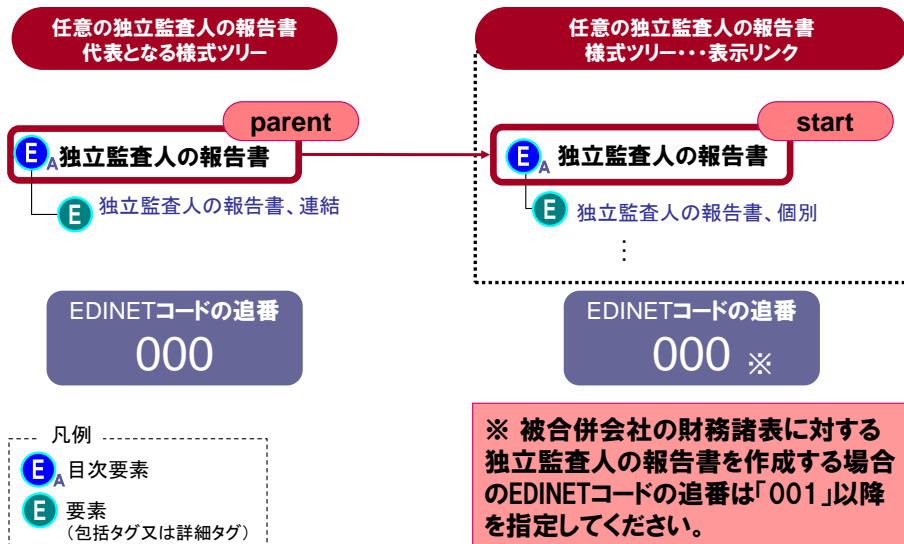 任意の独立監査人の報告書
代表となる様式ツリー
parent
E A 独立監査人の報告書
E 独立監査人の報告書、連結
EDINETコードの追番
000
凡例
E A 目次要素
E 要素
（包括タグ又は詳細タグ）
任意の独立監査人の報告書
様式ツリー・・・表示リンク
start
E A 独立監査人の報告書
E 独立監査人の報告書、個別
⋮
EDINETコードの追番
000 ※
※ 被合併会社の財務諸表に対する
独立監査人の報告書を作成する場合
のEDINETコードの追番は「001」以降
を指定してください。